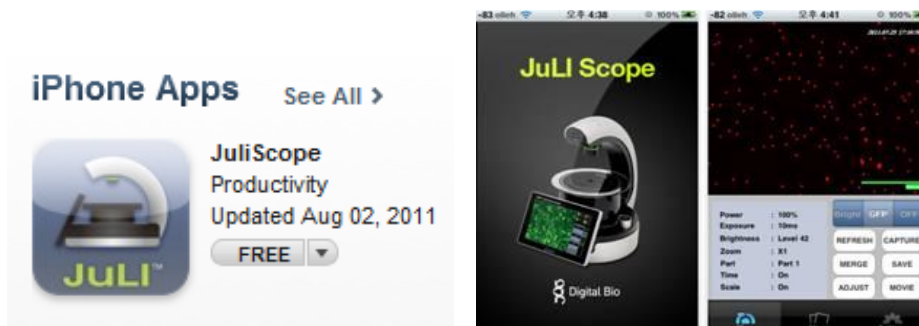 iPhone Apps
See All >
JuliScope
Productivity
Updated Aug 02, 2011
FREE
JuLI™
-83 olleh 오후 4:38 100%
JuLI Scope
Digital Bio
-82 olleh 오후 4:41 100%
Power : 100%
Exposure : 10ms
Brightness : Level 42
Zoom : X1
Part : Part 1
Time : On
Scale : On
Bright GFP OFF
REFRESH CAPTURE
MERGE SAVE
ADJUST MOVIE